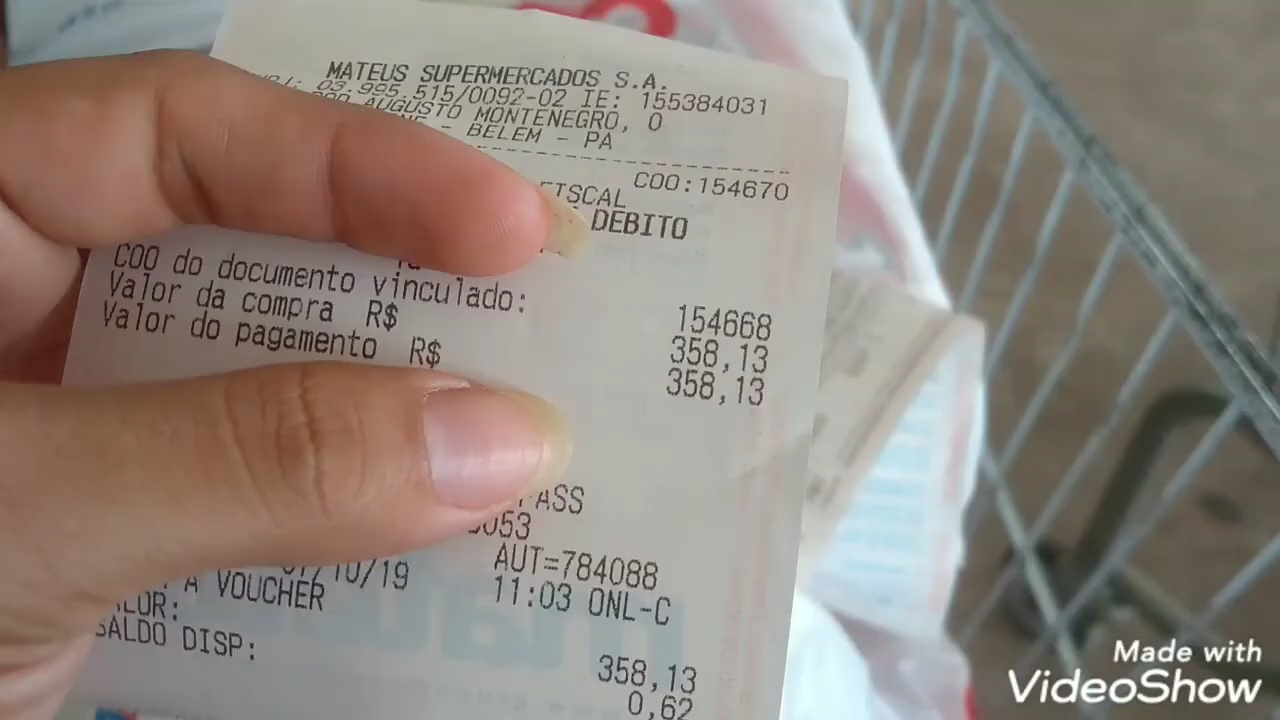 MATEUS SUPERMERCADOS S.A.
03.995.515/0092-02 IE: 155384031
AUGUSTO MONTENEGRO, 0
- BELEM - PA
COO:154670
FISCAL
DEBITO
COO do documento vinculado: 154668
Valor da compra R$ 358,13
Valor do pagamento R$ 358,13
AUT=784088
/10/19 11:03 ONL-C
A VOUCHER
358,13
SALDO DISP: 0,62
Made with
VideoShow